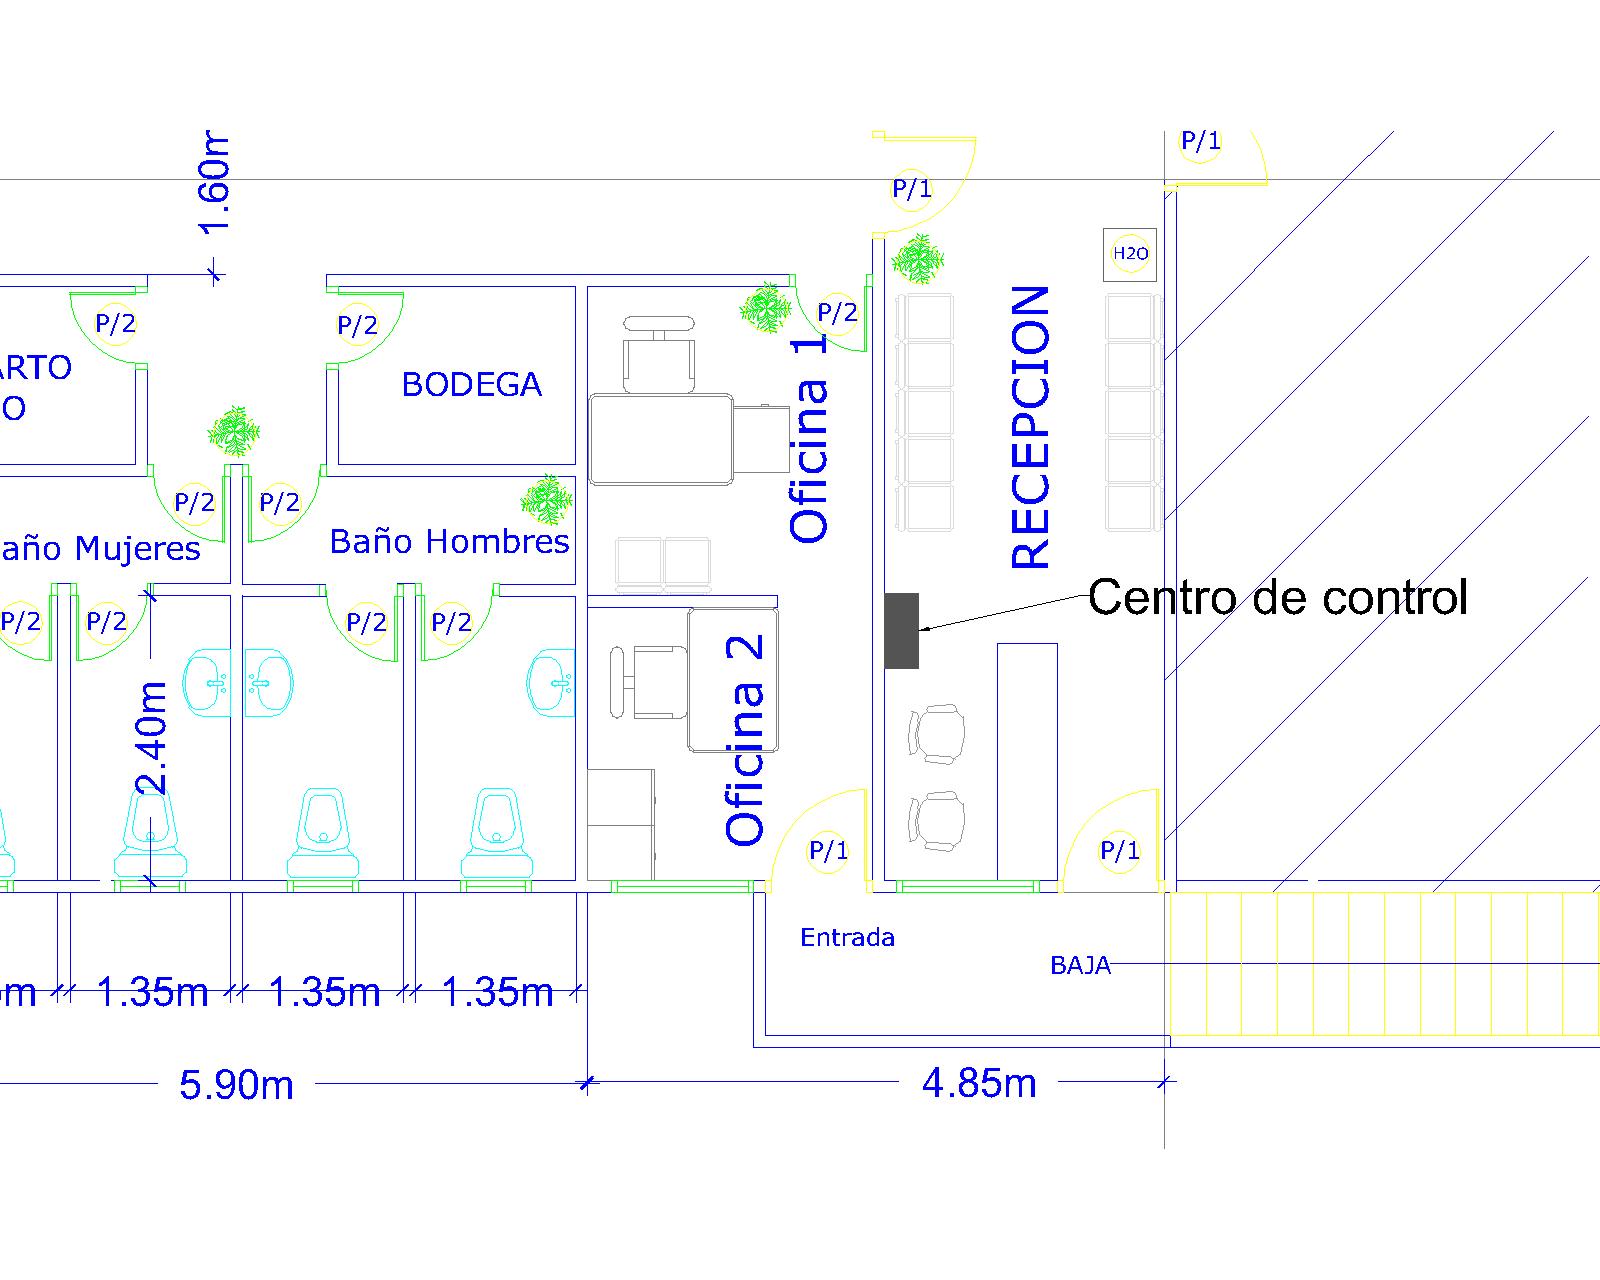 P/1
1.60m
P/1
H2O
P/2
P/2
P/2
ARTO
O
BODEGA
Oficina 1
RECEPCION
P/2
P/2
Baño Hombres
año Mujeres
Centro de control
P/2
P/2
P/2
P/2
2.40m
Oficina 2
P/1
P/1
Entrada
BAJA
m
1.35m
1.35m
1.35m
5.90m
4.85m